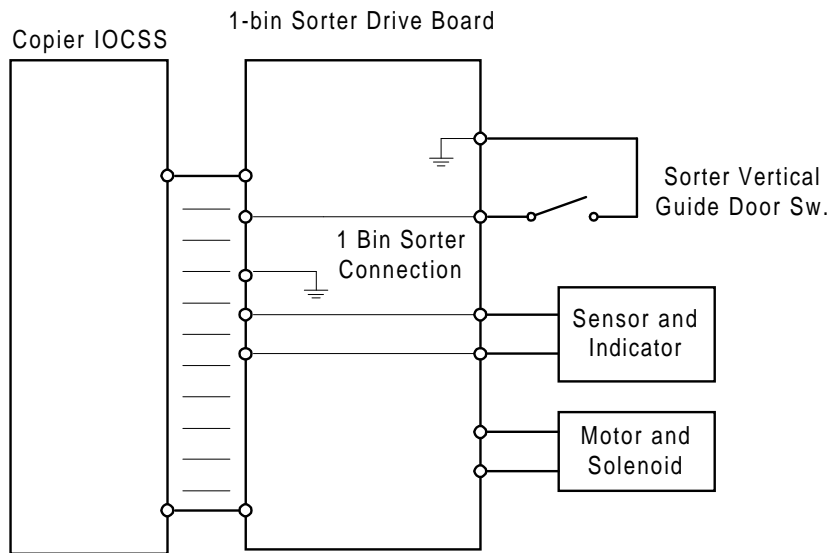 1-bin Sorter Drive Board
Copier IOCSS
Sorter Vertical
Guide Door Sw.
1 Bin Sorter
Connection
Sensor and
Indicator
Motor and
Solenoid